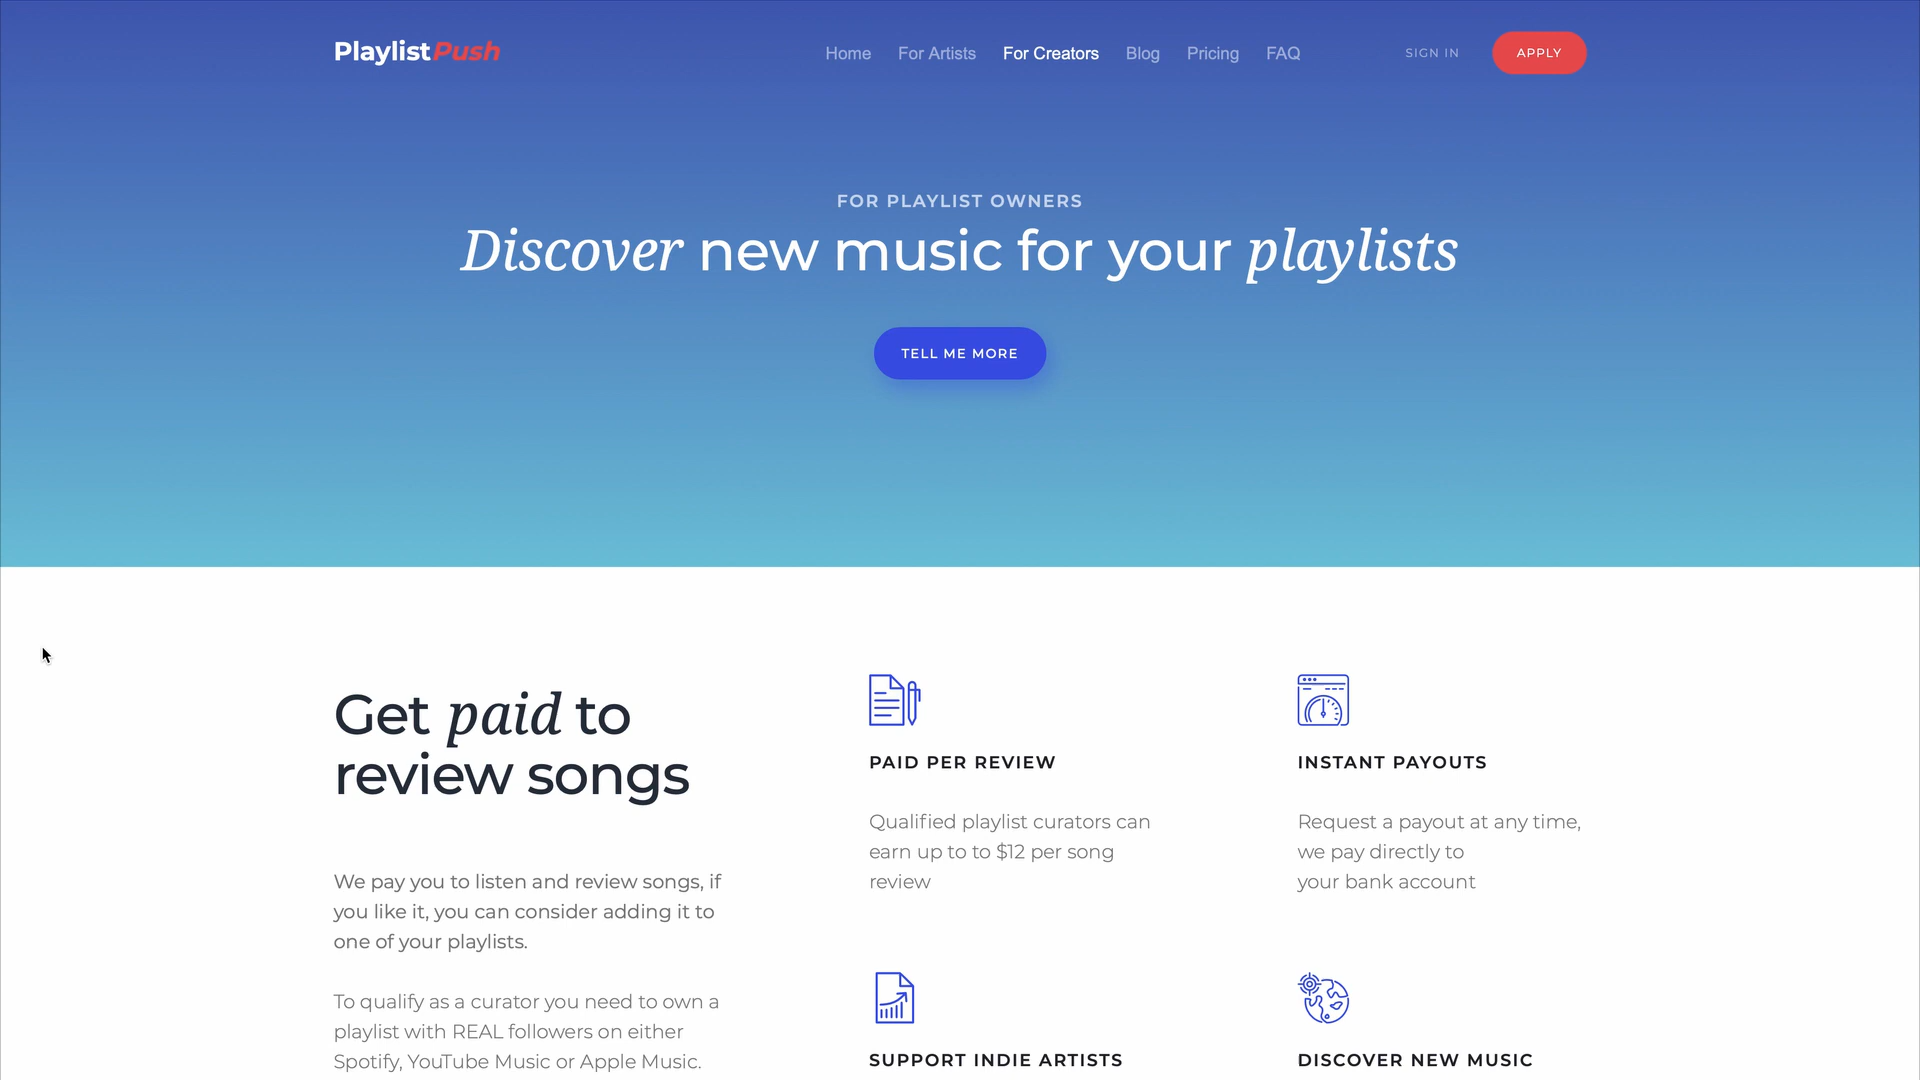 PlaylistPush
Home For Artists For Creators Blog Pricing FAQ SIGN IN APPLY
FOR PLAYLIST OWNERS
Discover new music for your playlists
TELL ME MORE
Get paid to
review songs
We pay you to listen and review songs, if
you like it, you can consider adding it to
one of your playlists.
To qualify as a curator you need to own a
playlist with REAL followers on either
Spotify, YouTube Music or Apple Music.
PAID PER REVIEW
Qualified playlist curators can
earn up to to $12 per song
review
INSTANT PAYOUTS
Request a payout at any time,
we pay directly to
your bank account
SUPPORT INDIE ARTISTS
DISCOVER NEW MUSIC